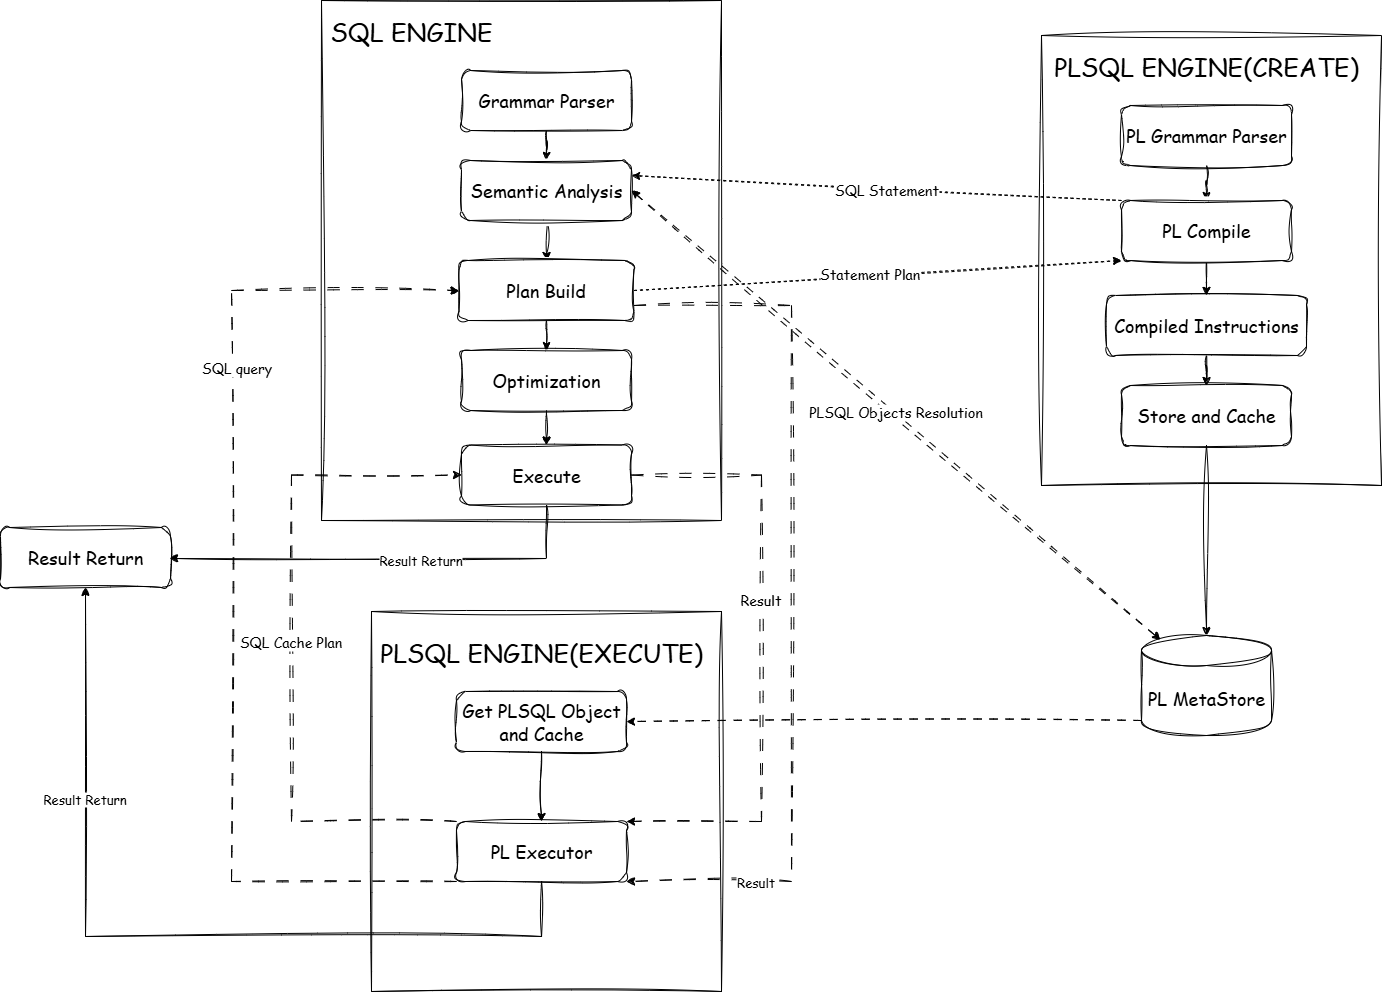 SQL ENGINE
Grammar Parser
Semantic Analysis
Plan Build
Optimization
Execute
PLSQL ENGINE(CREATE)
PL Grammar Parser
PL Compile
Compiled Instructions
Store and Cache
SQL Statement
Statement Plan
SQL query
PLSQL Objects Resolution
Result Return
Result Return
Result
SQL Cache Plan
PLSQL ENGINE(EXECUTE)
Get PLSQL Object
and Cache
PL MetaStore
Result Return
PL Executor
Result